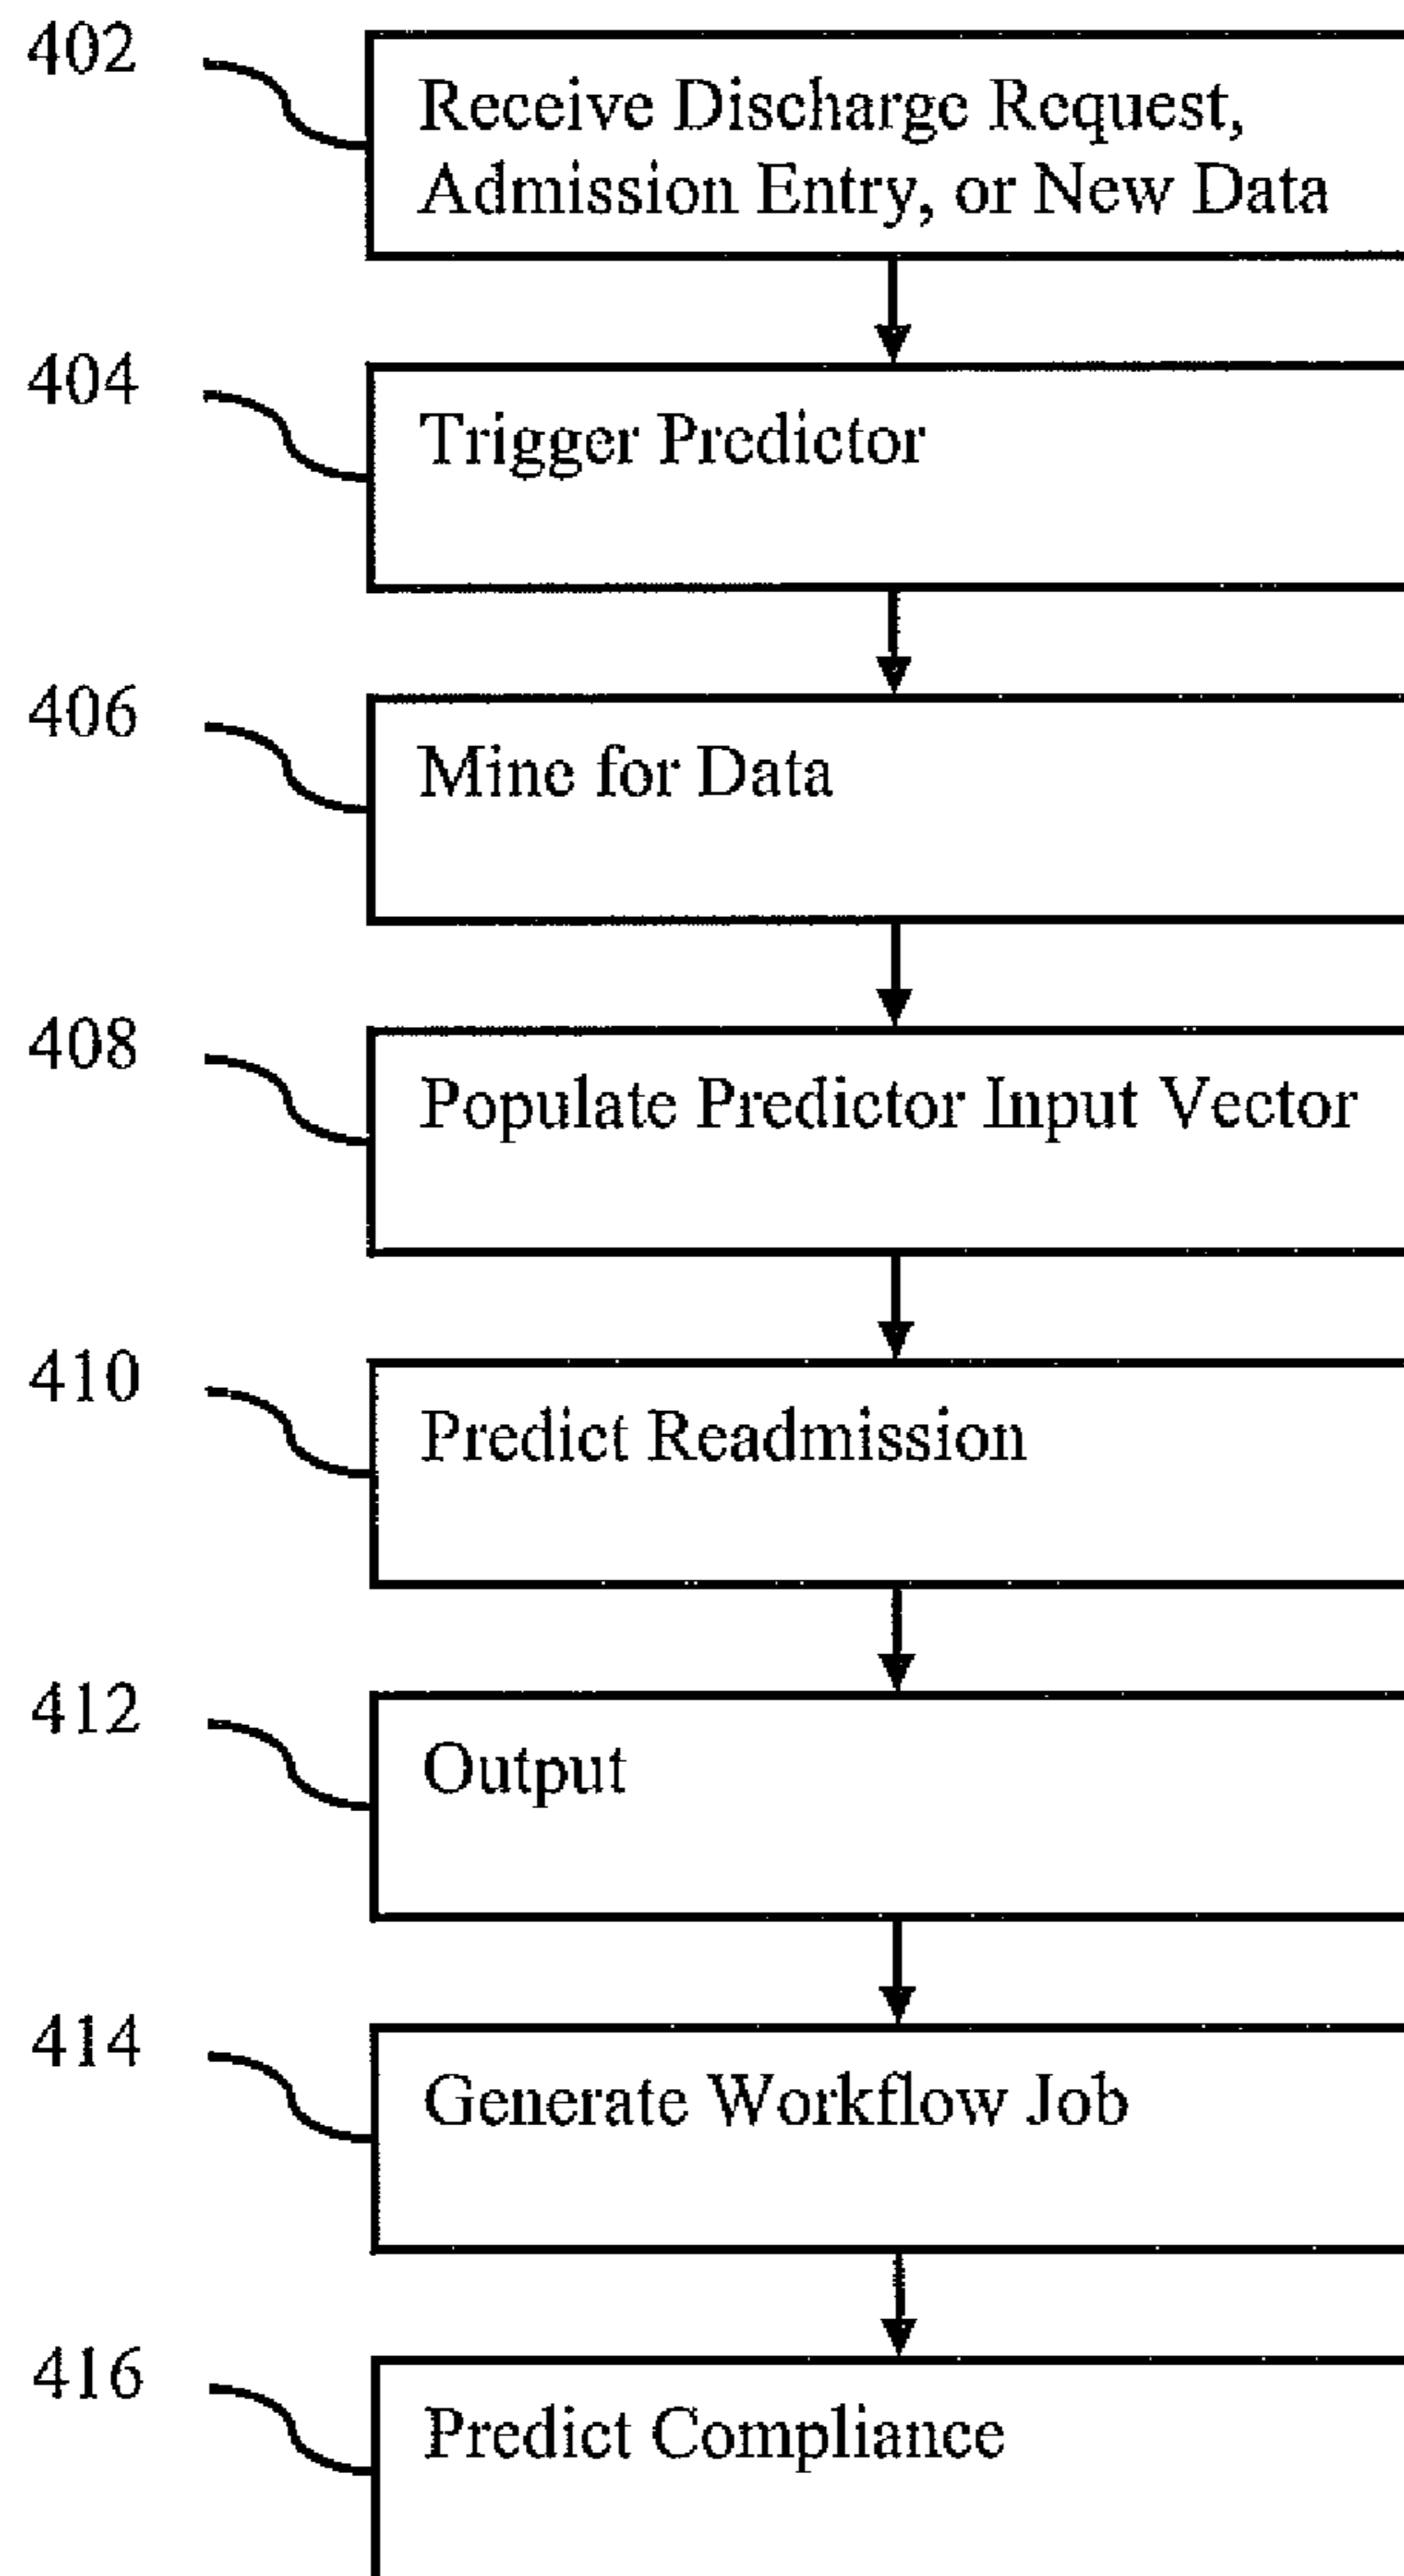 402
Receive Discharge Request,
Admission Entry, or New Data
404
Trigger Predictor
406
Mine for Data
408
Populate Predictor Input Vector
410
Predict Readmission
412
Output
414
Generate Workflow Job
416
Predict Compliance